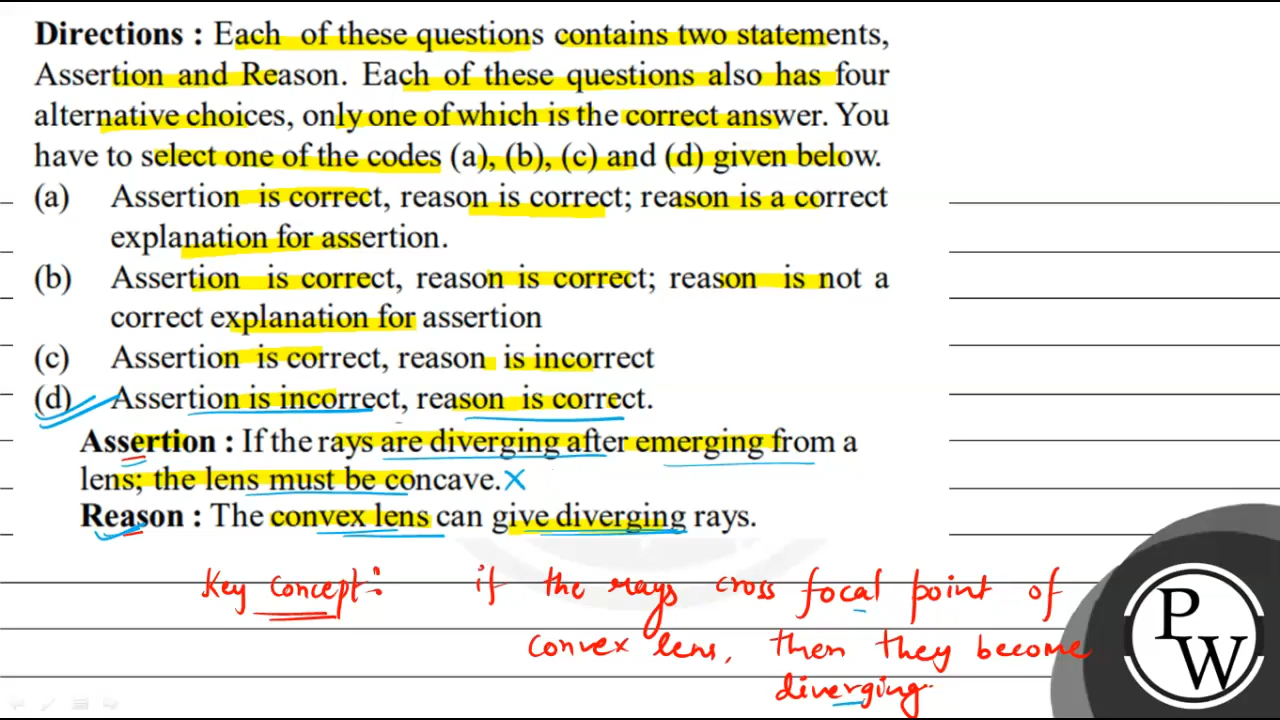 Directions : Each of these questions contains two statements,
Assertion and Reason. Each of these questions also has four
alternative choices, only one of which is the correct answer. You
have to select one of the codes (a), (b), (c) and (d) given below.
(a) Assertion is correct, reason is correct; reason is a correct
explanation for assertion.
(b) Assertion is correct, reason is correct; reason is not a
correct explanation for assertion
(c) Assertion is correct, reason is incorrect
(d) Assertion is incorrect, reason is correct.
Assertion : If the rays are diverging after emerging from a
lens; the lens must be concave.
Reason : The convex lens can give diverging rays.
Key Concept:- if the rays cross focal point of
convex lens, then they become
diverging.
P
W